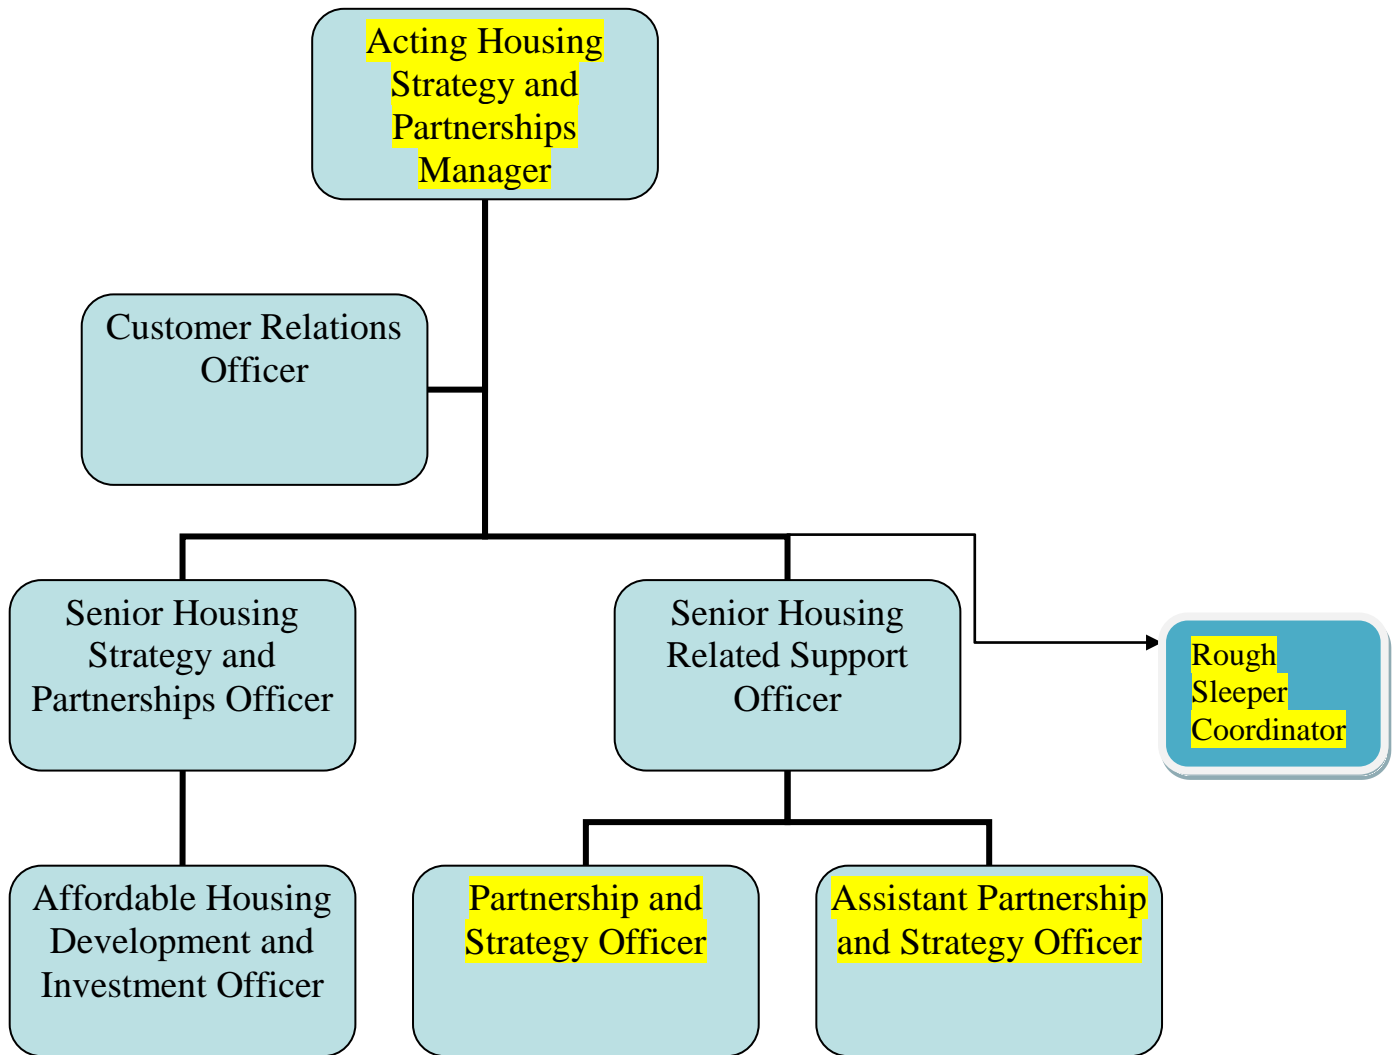 Acting Housing
Strategy and
Partnerships
Manager
Customer Relations
Officer
Senior Housing
Strategy and
Partnerships Officer
Senior Housing
Related Support
Officer
Rough
Sleeper
Coordinator
Affordable Housing
Development and
Investment Officer
Partnership and
Strategy Officer
Assistant Partnership
and Strategy Officer